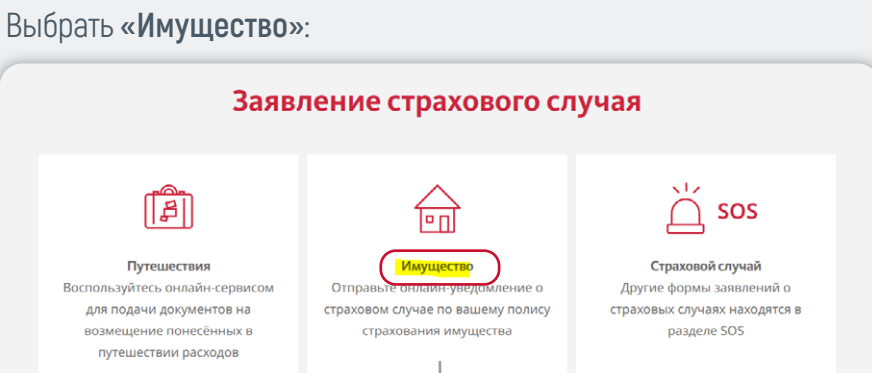 Выбрать «Имущество»:
Заявление страхового случая
SOS
Путешествия
Воспользуйтесь онлайн-сервисом
для подачи документов на
возмещение понесённых в
путешествии расходов
Имущество
Отправьте онлайн-уведомление о
страховом случае по вашему полису
страхования имущества
Страховой случай
Другие формы заявлений о
страховых случаях находятся в
разделе SOS